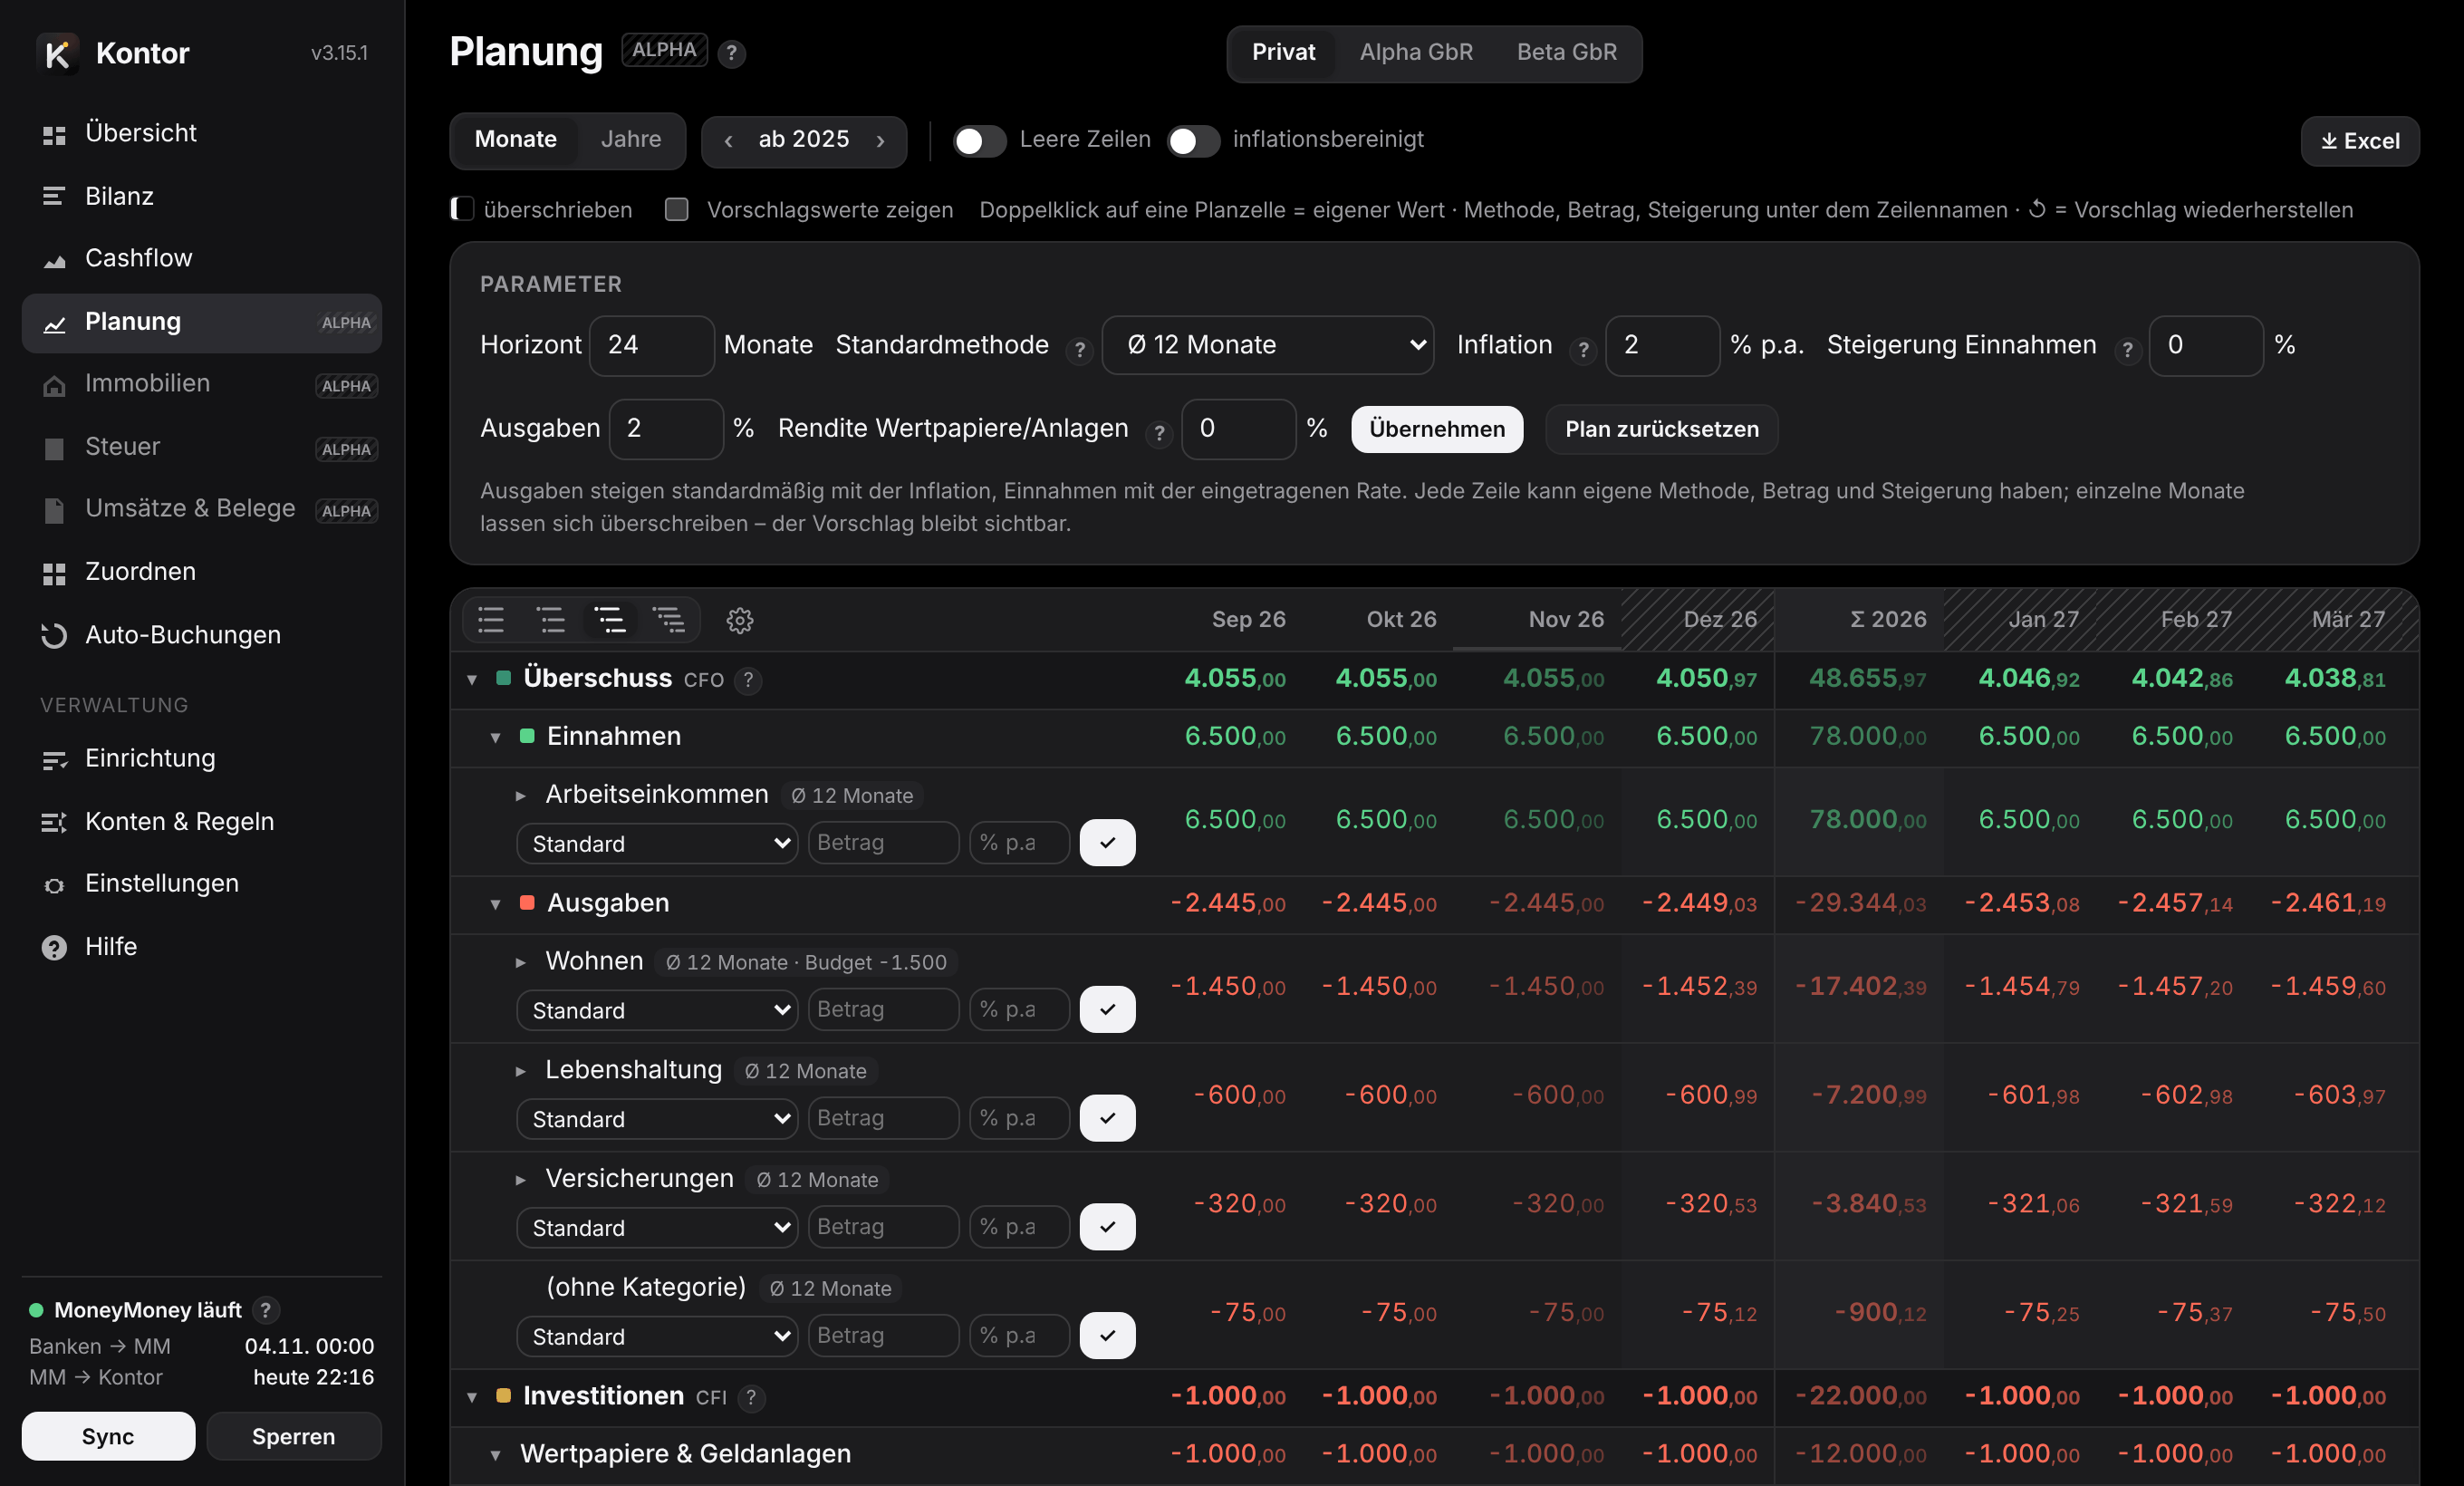 Kontor v3.15.1
Übersicht
Bilanz
Cashflow
Planung ALPHA
Immobilien ALPHA
Steuer ALPHA
Umsätze & Belege ALPHA
Zuordnen
Auto-Buchungen
VERWALTUNG
Einrichtung
Konten & Regeln
Einstellungen
Hilfe
MoneyMoney läuft ?
Banken → MM 04.11. 00:00
MM → Kontor heute 22:16
Sync Sperren
Planung ALPHA ? Privat Alpha GbR Beta GbR
Monate Jahre ‹ ab 2025 › Leere Zeilen inflationsbereinigt Excel
überschrieben Vorschlagswerte zeigen Doppelklick auf eine Planzelle = eigener Wert · Methode, Betrag, Steigerung unter dem Zeilennamen · ↺ = Vorschlag wiederherstellen
PARAMETER
Horizont 24 Monate Standardmethode ? Ø 12 Monate Inflation ? 2 % p.a. Steigerung Einnahmen ? 0 %
Ausgaben 2 % Rendite Wertpapiere/Anlagen ? 0 % Übernehmen Plan zurücksetzen
Ausgaben steigen standardmäßig mit der Inflation, Einnahmen mit der eingetragenen Rate. Jede Zeile kann eigene Methode, Betrag und Steigerung haben; einzelne Monate
lassen sich überschreiben – der Vorschlag bleibt sichtbar.
Sep 26 Okt 26 Nov 26 Dez 26 Σ 2026 Jan 27 Feb 27 Mär 27
Überschuss CFO ? 4.055,00 4.055,00 4.055,00 4.050,97 48.655,97 4.046,92 4.042,86 4.038,81
Einnahmen 6.500,00 6.500,00 6.500,00 6.500,00 78.000,00 6.500,00 6.500,00 6.500,00
Arbeitseinkommen Ø 12 Monate
Standard Betrag % p.a 6.500,00 6.500,00 6.500,00 6.500,00 78.000,00 6.500,00 6.500,00 6.500,00
Ausgaben -2.445,00 -2.445,00 -2.445,00 -2.449,03 -29.344,03 -2.453,08 -2.457,14 -2.461,19
Wohnen Ø 12 Monate · Budget -1.500
Standard Betrag % p.a -1.450,00 -1.450,00 -1.450,00 -1.452,39 -17.402,39 -1.454,79 -1.457,20 -1.459,60
Lebenshaltung Ø 12 Monate
Standard Betrag % p.a -600,00 -600,00 -600,00 -600,99 -7.200,99 -601,98 -602,98 -603,97
Versicherungen Ø 12 Monate
Standard Betrag % p.a -320,00 -320,00 -320,00 -320,53 -3.840,53 -321,06 -321,59 -322,12
(ohne Kategorie) Ø 12 Monate
Standard Betrag % p.a -75,00 -75,00 -75,00 -75,12 -900,12 -75,25 -75,37 -75,50
Investitionen CFI ? -1.000,00 -1.000,00 -1.000,00 -1.000,00 -22.000,00 -1.000,00 -1.000,00 -1.000,00
Wertpapiere & Geldanlagen -1.000,00 -1.000,00 -1.000,00 -1.000,00 -12.000,00 -1.000,00 -1.000,00 -1.000,00